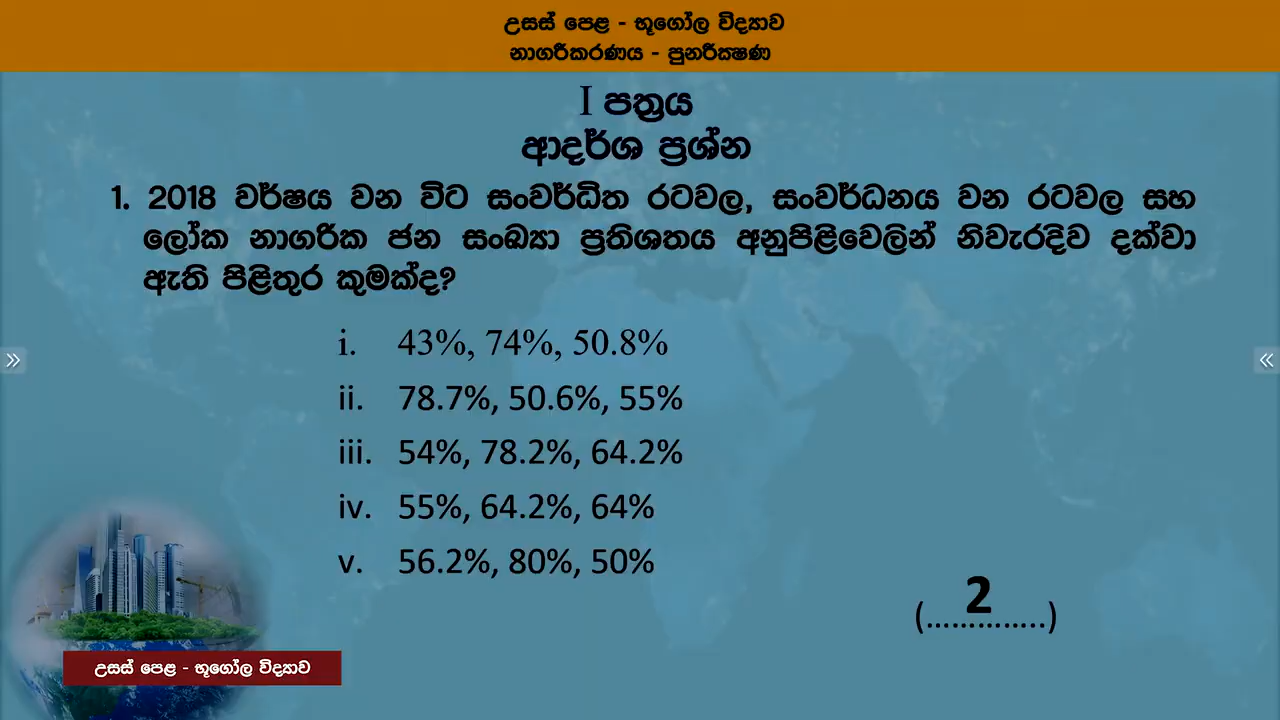 උසස් පෙළ - භූගෝල විද්‍යාව
නාගරීකරණය - පුනරීක්ෂණ
I පත්‍රය
ආදර්ශ ප්‍රශ්න
1. 2018 වර්ෂය වන විට සංවර්ධිත රටවල, සංවර්ධනය වන රටවල සහ
ලෝක නාගරික ජන සංඛ්‍යා ප්‍රතිශතය අනුපිළිවෙලින් නිවැරදිව දක්වා
ඇති පිළිතුර කුමක්ද?
i. 43%, 74%, 50.8%
ii. 78.7%, 50.6%, 55%
iii. 54%, 78.2%, 64.2%
iv. 55%, 64.2%, 64%
v. 56.2%, 80%, 50%
2
(..............)
උසස් පෙළ - භූගෝල විද්‍යාව